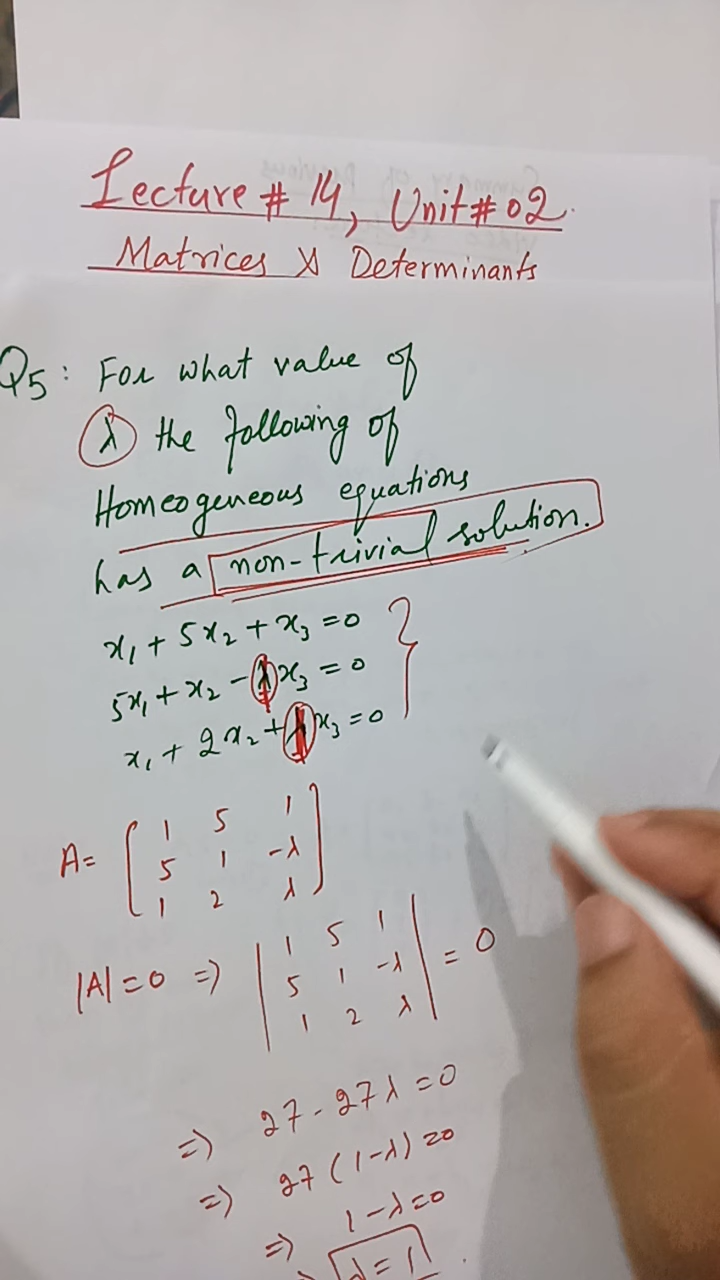 Lecture # 14, Unit # 02
Matrices & Determinants
Q5: For what value of
λ the following of
Homeogeneous equations
has a non-trivial solution.
x₁ + 5x₂ + x₃ = 0
5x₁ + x₂ - λx₃ = 0
x₁ + 2x₂ + λx₃ = 0
A = [ 1 5 1
5 1 -λ
1 2 λ ]
|A| = 0 => | 1 5 1
5 1 -λ
1 2 λ | = 0
=> 27 - 27λ = 0
=> 27 (1-λ) = 0
=> 1-λ = 0
λ = 1